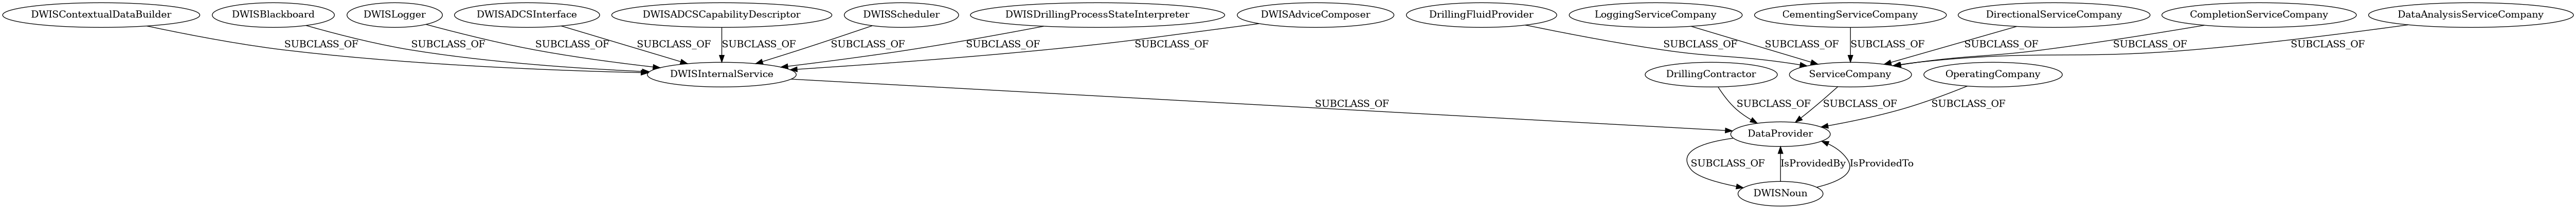 DWISContextualDataBuilder
DWISBlackboard
DWISLogger
DWISADCSInterface
DWISADCSCapabilityDescriptor
DWISScheduler
DWISDrillingProcessStateInterpreter
DWISAdviceComposer
DrillingFluidProvider
LoggingServiceCompany
CementingServiceCompany
DirectionalServiceCompany
CompletionServiceCompany
DataAnalysisServiceCompany
SUBCLASS_OF
SUBCLASS_OF
SUBCLASS_OF
SUBCLASS_OF
SUBCLASS_OF
SUBCLASS_OF
SUBCLASS_OF
SUBCLASS_OF
SUBCLASS_OF
SUBCLASS_OF
SUBCLASS_OF
SUBCLASS_OF
SUBCLASS_OF
SUBCLASS_OF
DWISInternalService
DrillingContractor
ServiceCompany
OperatingCompany
SUBCLASS_OF
SUBCLASS_OF
SUBCLASS_OF
SUBCLASS_OF
DataProvider
SUBCLASS_OF
IsProvidedBy
IsProvidedTo
DWISNoun